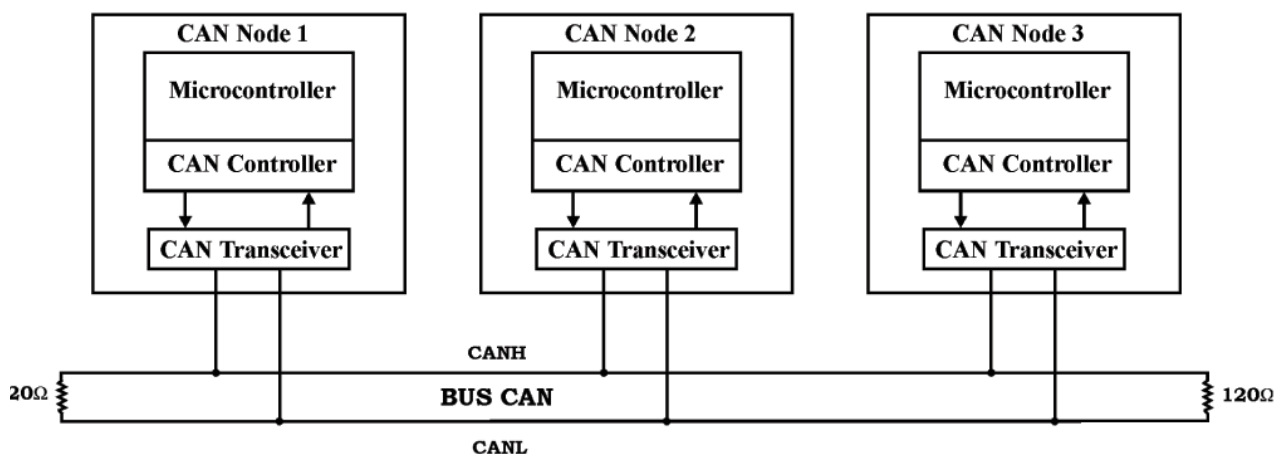 CAN Node 1
Microcontroller
CAN Controller
CAN Transceiver
CAN Node 2
Microcontroller
CAN Controller
CAN Transceiver
CAN Node 3
Microcontroller
CAN Controller
CAN Transceiver
CANH
20Ω
BUS CAN
120Ω
CANL